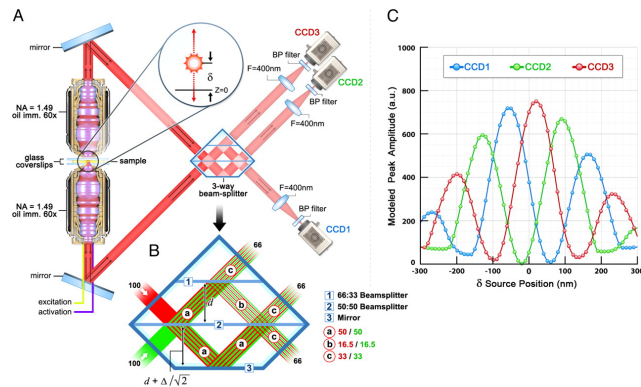 A
mirror
δ
Z=0
CCD3
BP filter
CCD2
F=400nm
BP filter
F=400nm
NA = 1.49
oil imm. 60x
glass
coverslips
sample
3-way
beam-splitter
F=400nm
BP filter
CCD1
NA = 1.49
oil imm. 60x
mirror
excitation
activation
B
66
66
66
100
100
1
2
3
d
d + Δ/√2
a
a
a
a
b
c
c
c
1 66:33 Beamsplitter
2 50:50 Beamsplitter
3 Mirror
a 50 / 50
b 16.5 / 16.5
c 33 / 33
C
Modeled Peak Amplitude (a.u.)
1000
800
600
400
200
0
CCD1 CCD2 CCD3
-300 -200 -100 0 100 200 300
δ Source Position (nm)